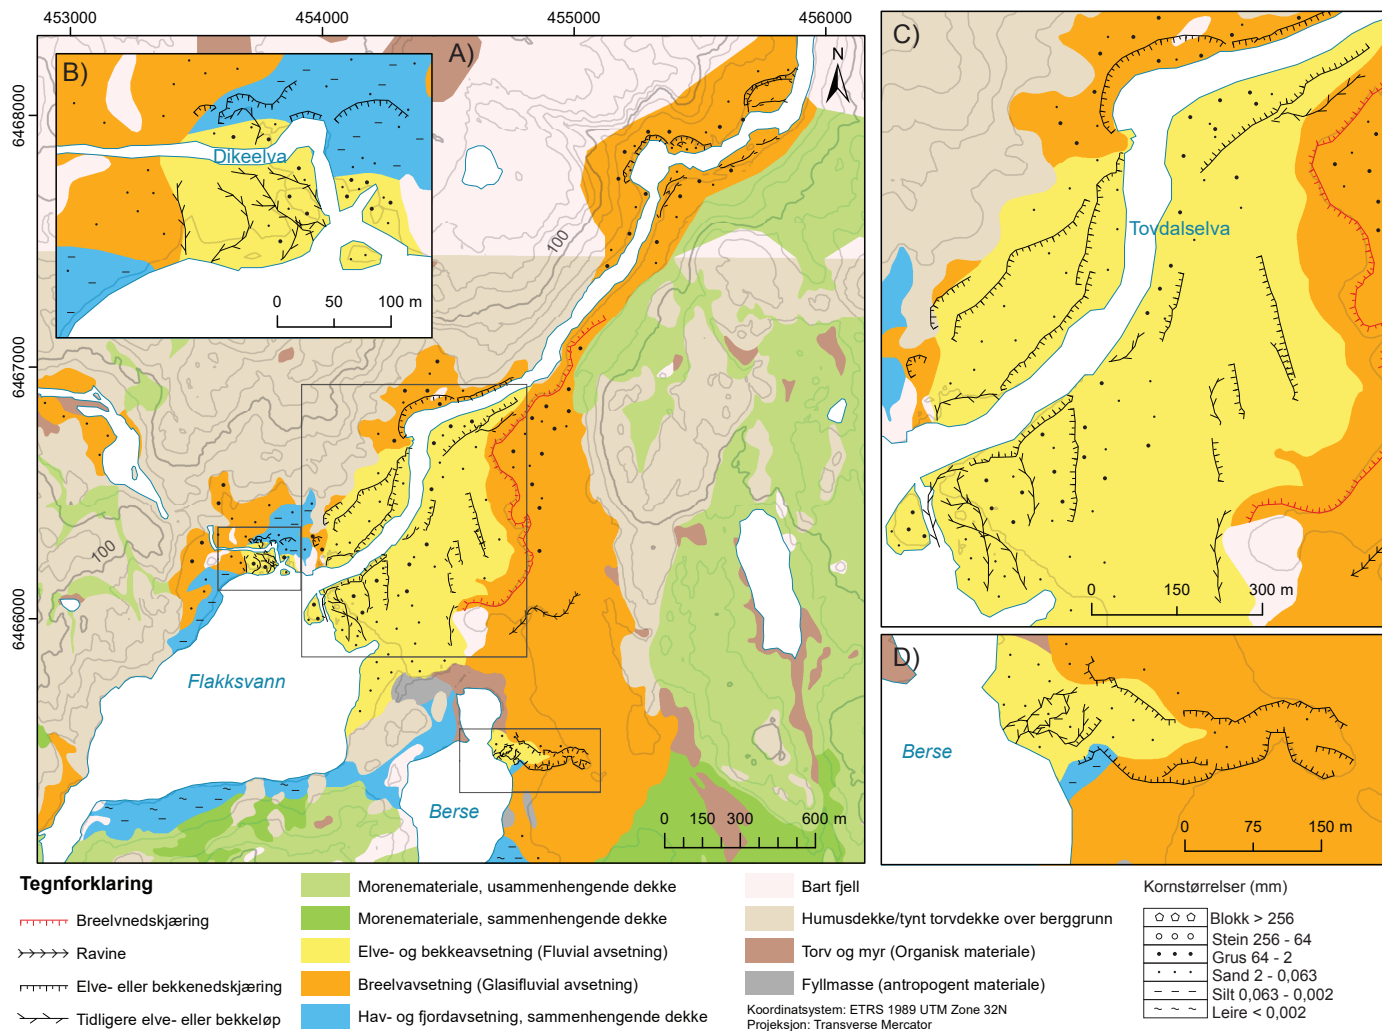 453000
454000
455000
456000
6468000
6467000
6466000
A)
N
100
100
Flakksvann
Berse
0 150 300 600 m
B)
Dikeelva
0 50 100 m
C)
Tovdalselva
0 150 300 m
D)
Berse
0 75 150 m
Tegnforklaring
Breelvnedskjæring
Ravine
Elve- eller bekkenedskjæring
Tidligere elve- eller bekkeløp
Morenemateriale, usammenhengende dekke
Morenemateriale, sammenhengende dekke
Elve- og bekkeavsetning (Fluvial avsetning)
Breelvavsetning (Glasifluvial avsetning)
Hav- og fjordavsetning, sammenhengende dekke
Bart fjell
Humusdekke/tynt torvdekke over berggrunn
Torv og myr (Organisk materiale)
Fyllmasse (antropogent materiale)
Koordinatsystem: ETRS 1989 UTM Zone 32N
Projeksjon: Transverse Mercator
Kornstørrelser (mm)
Blokk > 256
Stein 256 - 64
Grus 64 - 2
Sand 2 - 0,063
Silt 0,063 - 0,002
Leire < 0,002